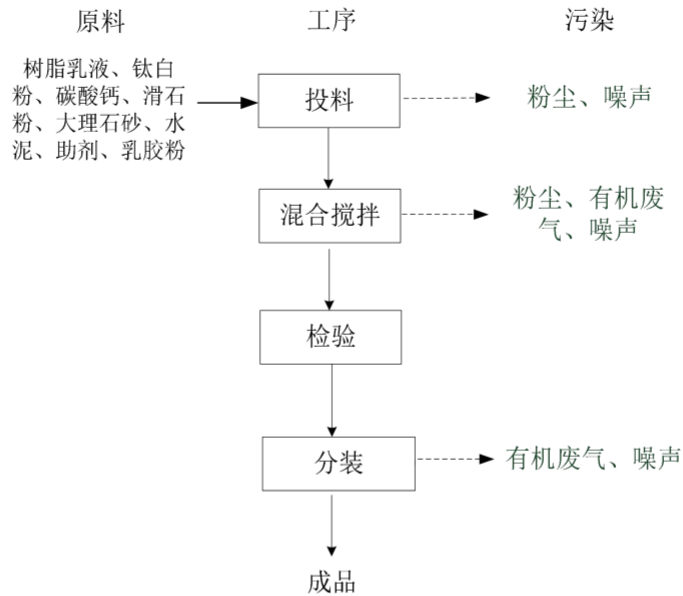 原料
工序
污染
树脂乳液、钛白
粉、碳酸钙、滑石
粉、大理石砂、水
泥、助剂、乳胶粉
投料
粉尘、噪声
混合搅拌
粉尘、有机废
气、噪声
检验
分装
有机废气、噪声
成品